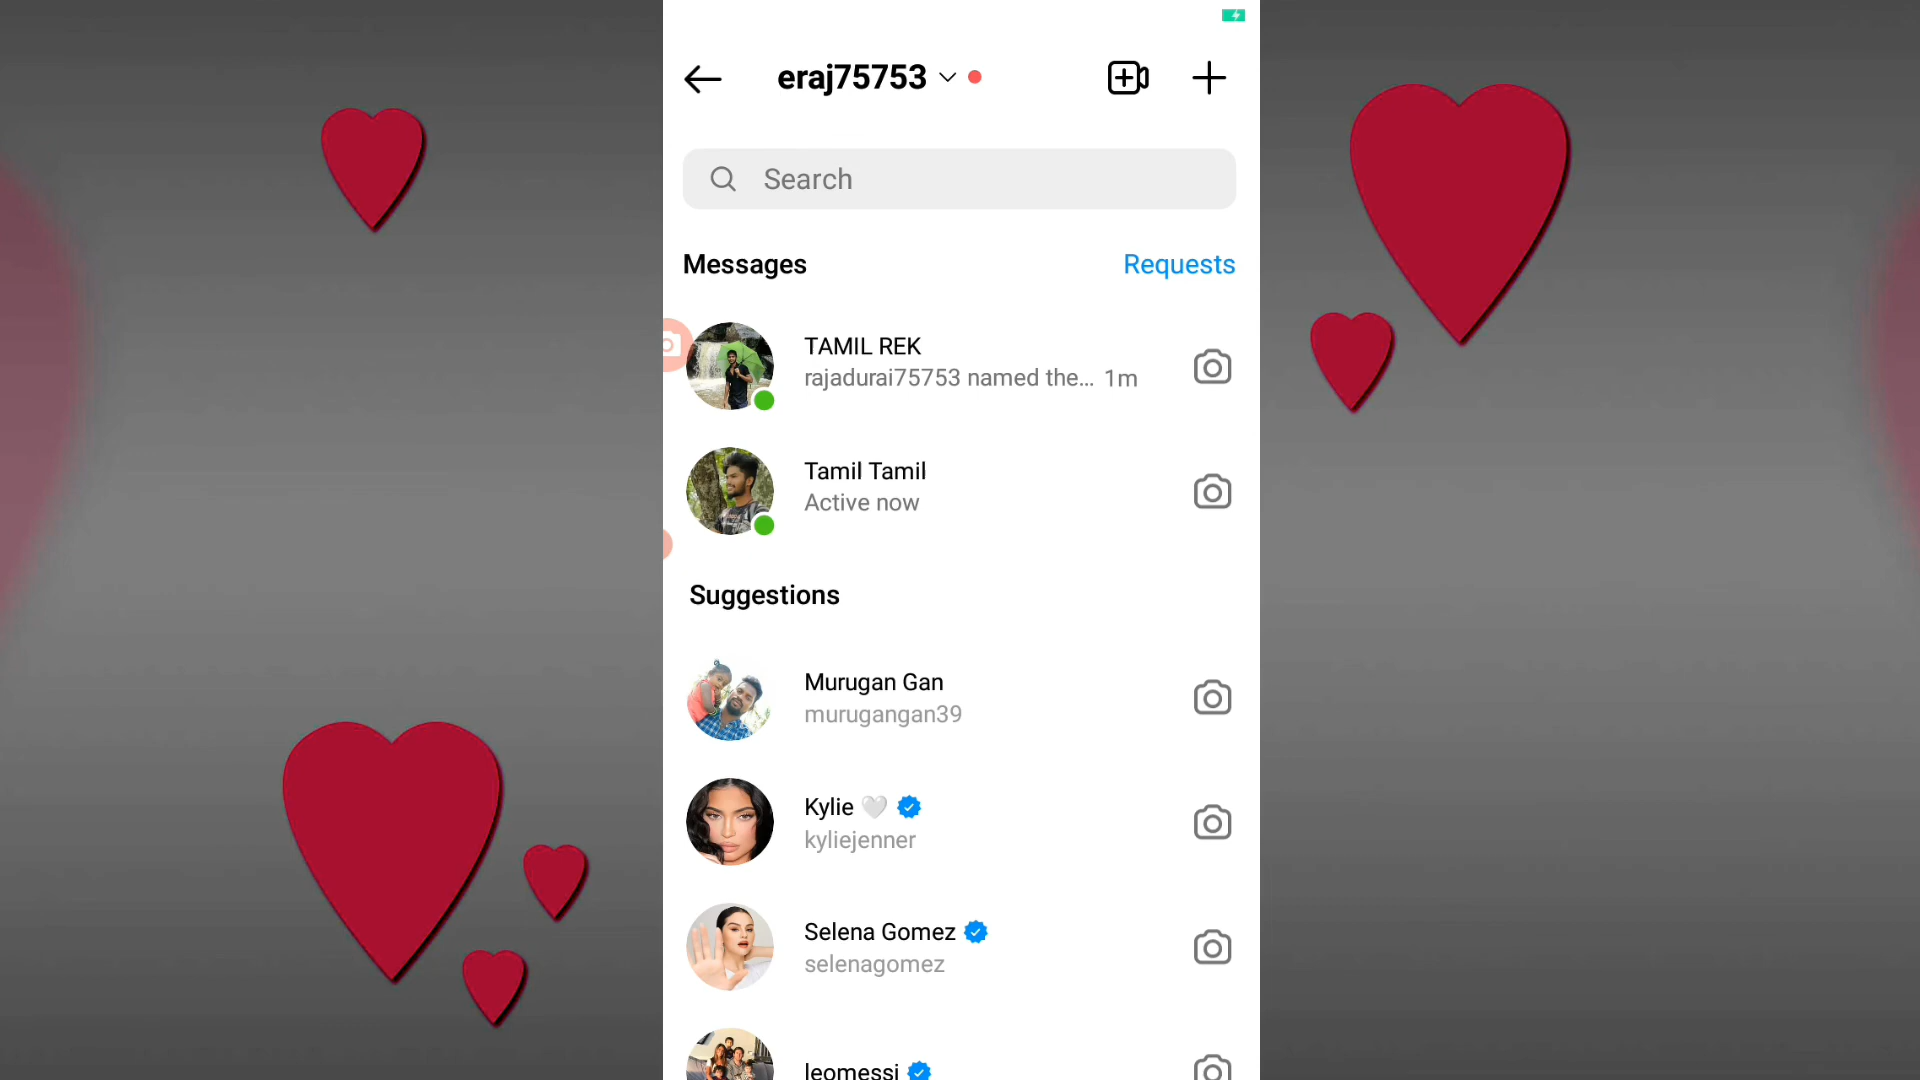 eraj75753
Search
Messages
Requests
TAMIL REK
rajadurai75753 named the... 1m
Tamil Tamil
Active now
Suggestions
Murugan Gan
murugangan39
Kylie 🤍
kyliejenner
Selena Gomez
selenagomez
leomessi